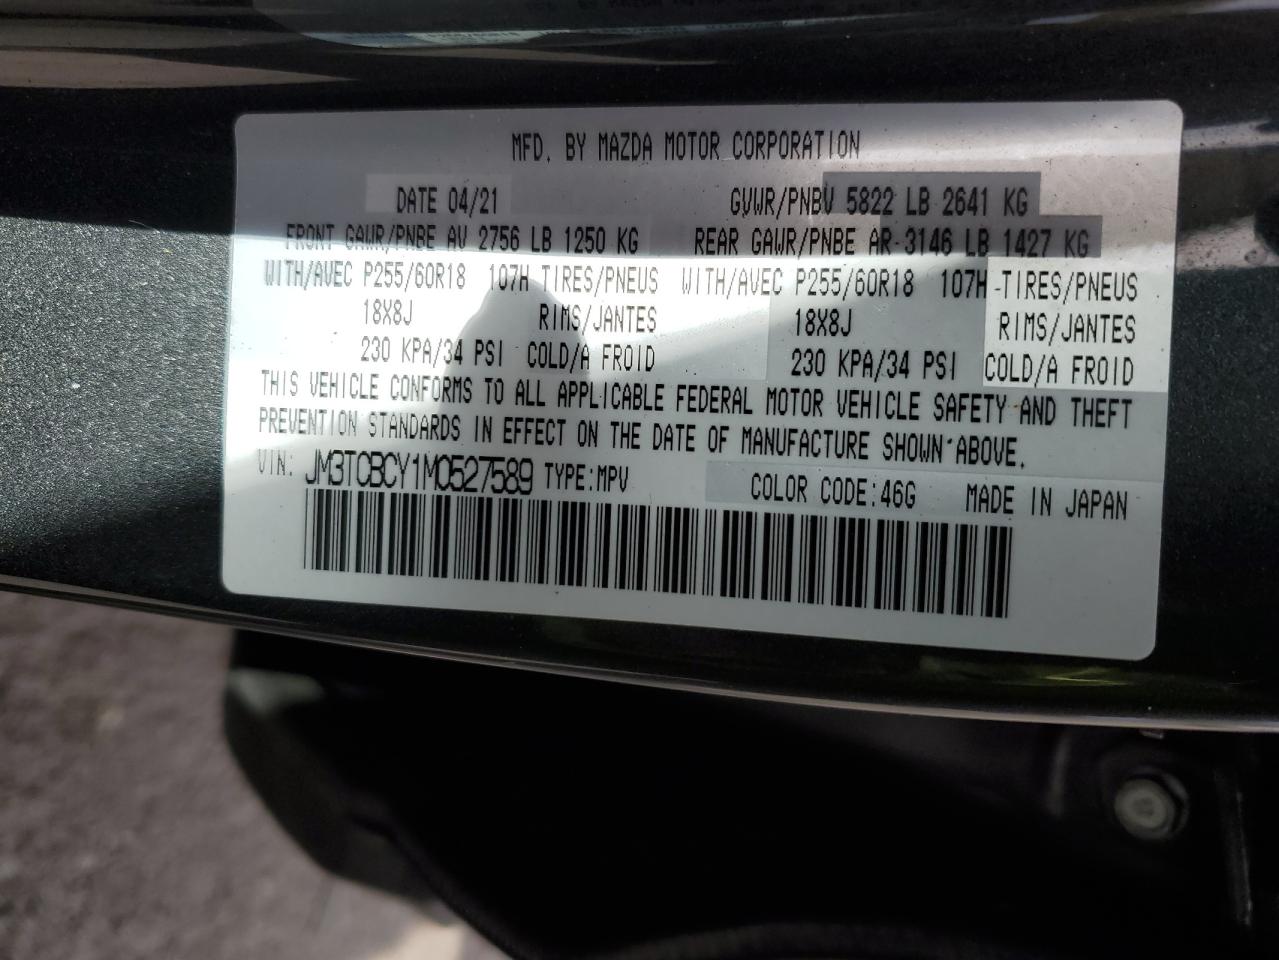 MFD. BY MAZDA MOTOR CORPORATION
DATE 04/21 GVWR/PNBV 5822 LB 2641 KG
FRONT GAWR/PNBE AV 2756 LB 1250 KG REAR GAWR/PNBE AR 3146 LB 1427 KG
WITH/AVEC P255/60R18 107H TIRES/PNEUS WITH/AVEC P255/60R18 107H TIRES/PNEUS
18X8J RIMS/JANTES 18X8J RIMS/JANTES
230 KPA/34 PSI COLD/A FROID 230 KPA/34 PSI COLD/A FROID
THIS VEHICLE CONFORMS TO ALL APPLICABLE FEDERAL MOTOR VEHICLE SAFETY AND THEFT
PREVENTION STANDARDS IN EFFECT ON THE DATE OF MANUFACTURE SHOWN ABOVE.
VIN: JM3TCBCY1M0527589 TYPE:MPV COLOR CODE:46G MADE IN JAPAN